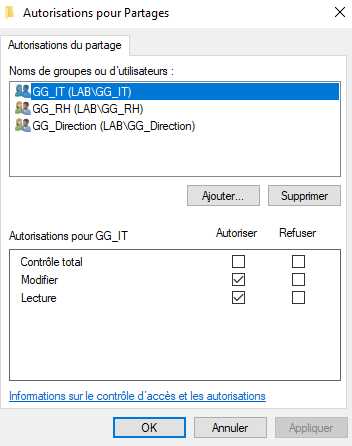 Autorisations pour Partages
Autorisations du partage
Noms de groupes ou d'utilisateurs :
GG_IT (LAB\GG_IT)
GG_RH (LAB\GG_RH)
GG_Direction (LAB\GG_Direction)
Ajouter... Supprimer
Autorisations pour GG_IT Autoriser Refuser
Contrôle total
Modifier
Lecture
Informations sur le contrôle d'accès et les autorisations
OK Annuler Appliquer